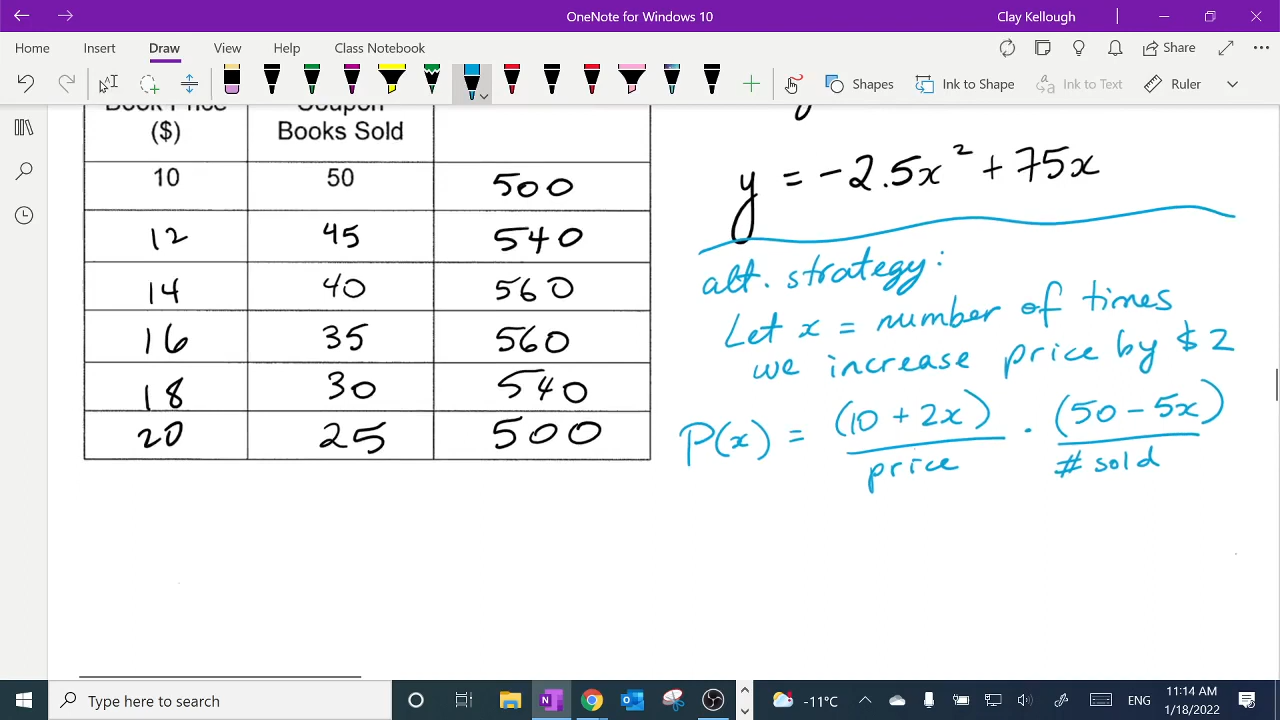 OneNote for Windows 10
Clay Kellough
Home Insert Draw View Help Class Notebook
Share
Shapes Ink to Shape Ink to Text Ruler
Book Price Coupon
($) Books Sold
10 50 500
12 45 540
14 40 560
16 35 560
18 30 540
20 25 500
y = -2.5x² + 75x
alt. strategy:
Let x = number of times
we increase price by $2
P(x) = (10 + 2x) · (50 - 5x)
price # sold
Type here to search
-11°C
ENG
11:14 AM
1/18/2022